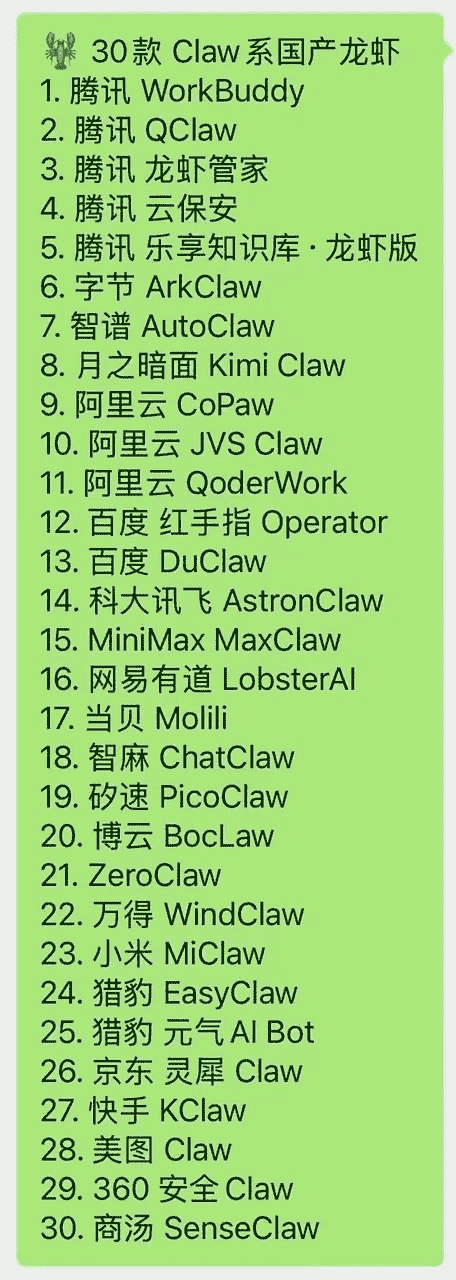 🦞 30款 Claw系国产龙虾
1. 腾讯 WorkBuddy
2. 腾讯 QClaw
3. 腾讯 龙虾管家
4. 腾讯 云保安
5. 腾讯 乐享知识库 · 龙虾版
6. 字节 ArkClaw
7. 智谱 AutoClaw
8. 月之暗面 Kimi Claw
9. 阿里云 CoPaw
10. 阿里云 JVS Claw
11. 阿里云 QoderWork
12. 百度 红手指 Operator
13. 百度 DuClaw
14. 科大讯飞 AstronClaw
15. MiniMax MaxClaw
16. 网易有道 LobsterAI
17. 当贝 Molili
18. 智麻 ChatClaw
19. 矽速 PicoClaw
20. 博云 BocLaw
21. ZeroClaw
22. 万得 WindClaw
23. 小米 MiClaw
24. 猎豹 EasyClaw
25. 猎豹 元气 AI Bot
26. 京东 灵犀 Claw
27. 快手 KClaw
28. 美图 Claw
29. 360 安全 Claw
30. 商汤 SenseClaw